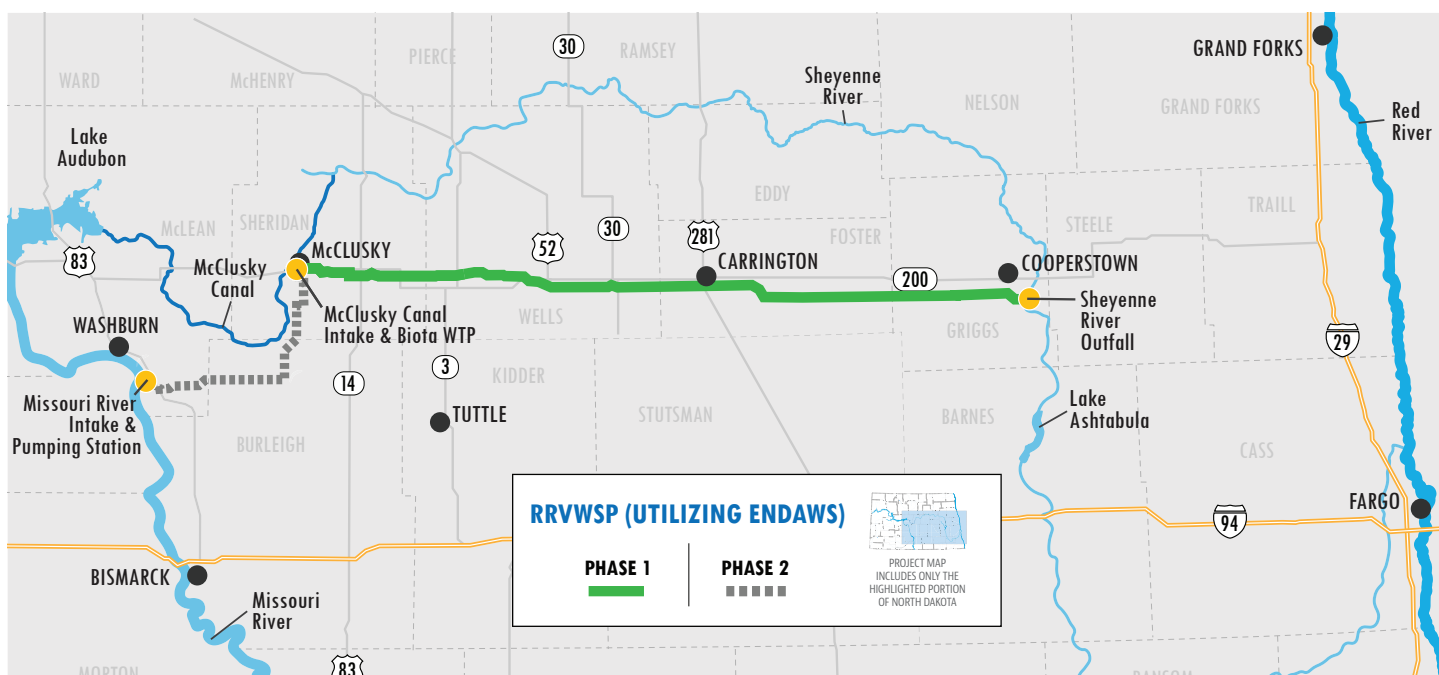 30
PIERCE
RAMSEY
GRAND FORKS
WARD
McHENRY
Sheyenne
River
NELSON
GRAND FORKS
Red
River
Lake
Audubon
EDDY
STEELE
TRAILL
McLEAN
SHERIDAN
83
McCLUSKY
52
30
281
FOSTER
CARRINGTON
200
COOPERSTOWN
McClusky
Canal
McClusky Canal
Intake & Biota WTP
Sheyenne
River
Outfall
WASHBURN
WELLS
GRIGGS
29
14
3
KIDDER
Missouri River
Intake &
Pumping Station
TUTTLE
STUTSMAN
BARNES
Lake
Ashtabula
BURLEIGH
CASS
FARGO
RRVWSP (UTILIZING ENDAWS)
PHASE 1
PHASE 2
PROJECT MAP
INCLUDES ONLY THE
HIGHLIGHTED PORTION
OF NORTH DAKOTA
94
BISMARCK
Missouri
River
MORTON
83
RANSOM